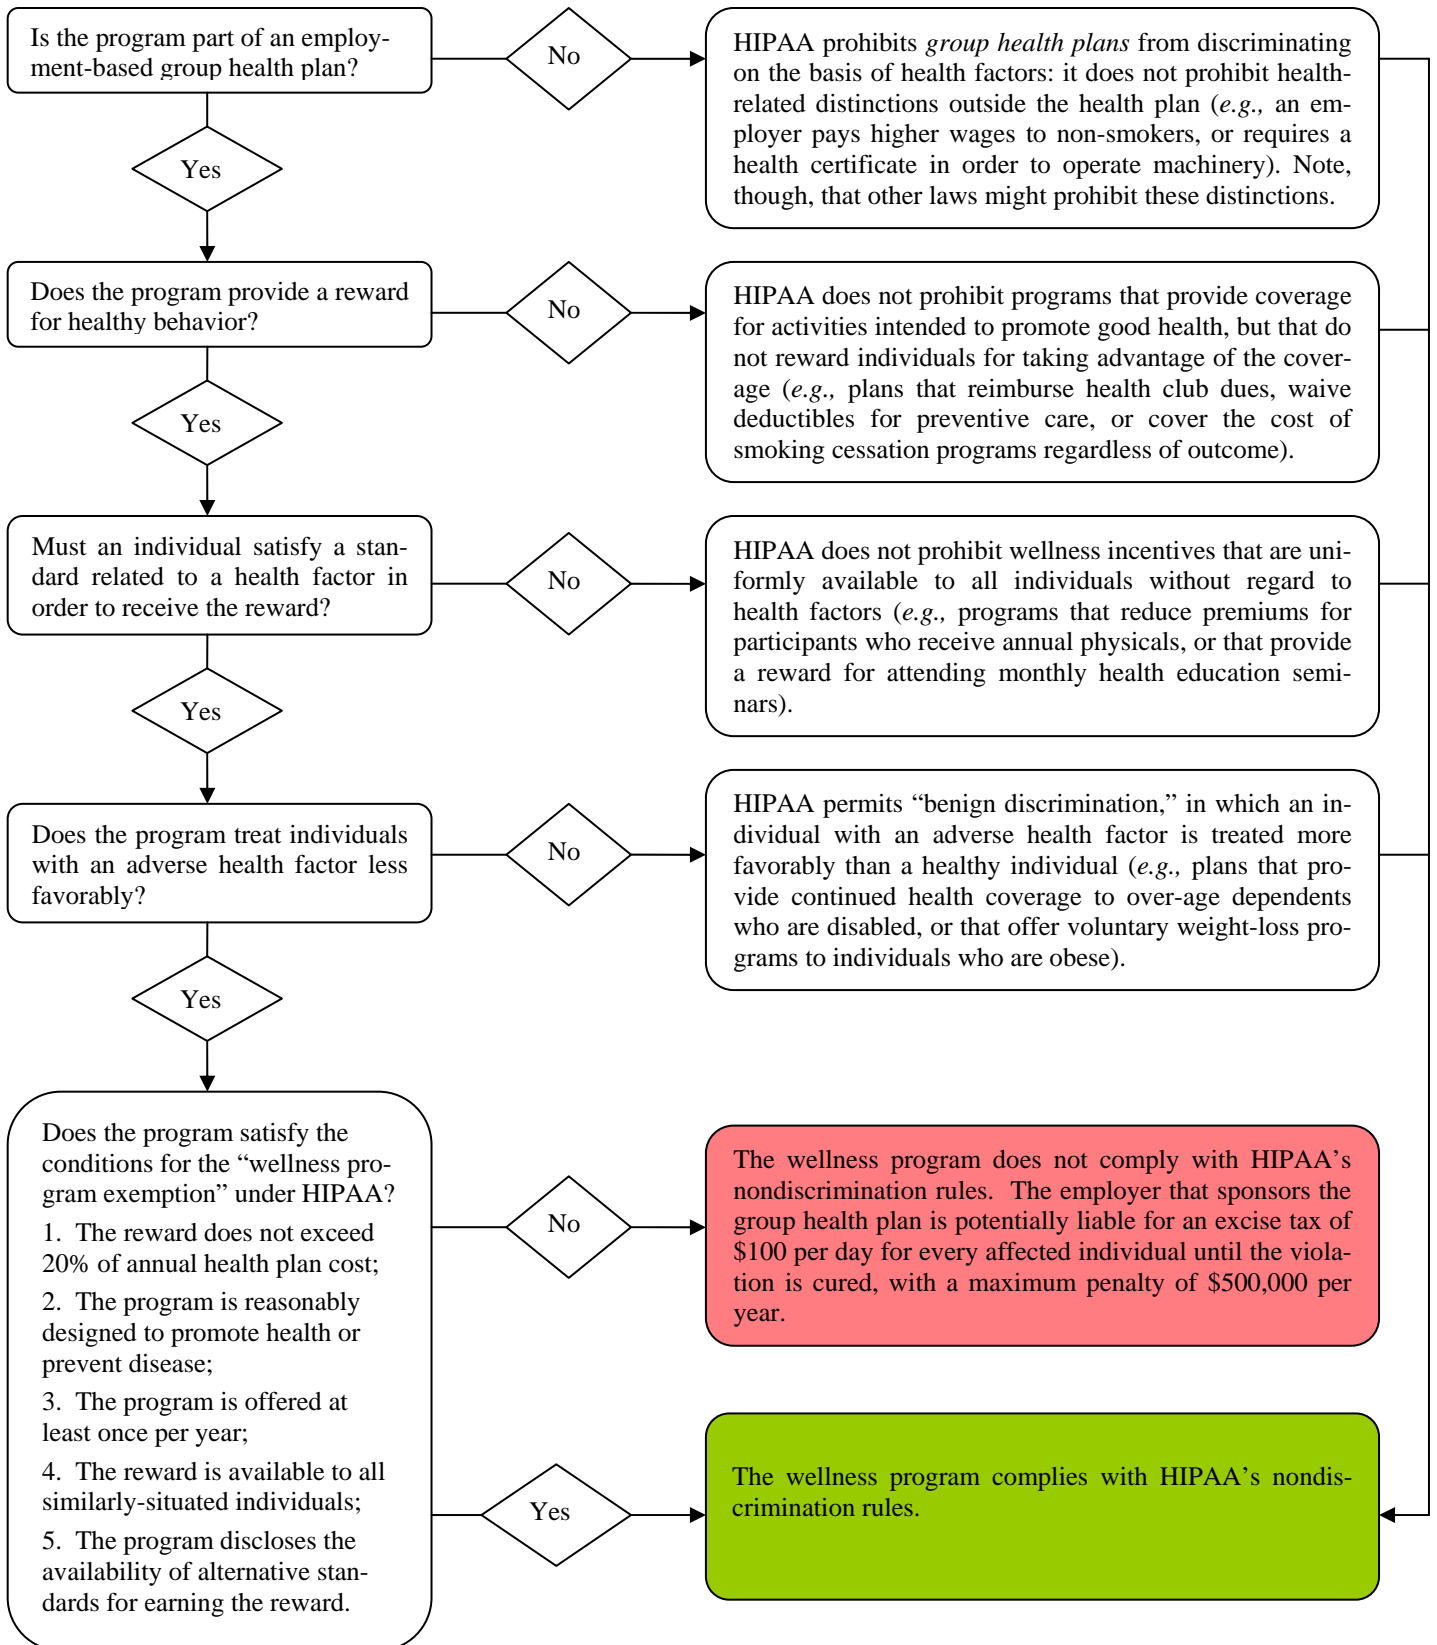 Is the program part of an employ-
ment-based group health plan?
No
HIPAA prohibits group health plans from discriminating
on the basis of health factors: it does not prohibit health-
related distinctions outside the health plan (e.g., an em-
ployer pays higher wages to non-smokers, or requires a
health certificate in order to operate machinery). Note,
though, that other laws might prohibit these distinctions.
Yes
Does the program provide a reward
for healthy behavior?
No
HIPAA does not prohibit programs that provide coverage
for activities intended to promote good health, but that do
not reward individuals for taking advantage of the cover-
age (e.g., plans that reimburse health club dues, waive
deductibles for preventive care, or cover the cost of
smoking cessation programs regardless of outcome).
Yes
Must an individual satisfy a stan-
dard related to a health factor in
order to receive the reward?
No
HIPAA does not prohibit wellness incentives that are uni-
formly available to all individuals without regard to
health factors (e.g., programs that reduce premiums for
participants who receive annual physicals, or that provide
a reward for attending monthly health education semi-
nars).
Yes
Does the program treat individuals
with an adverse health factor less
favorably?
No
HIPAA permits “benign discrimination,” in which an in-
dividual with an adverse health factor is treated more
favorably than a healthy individual (e.g., plans that pro-
vide continued health coverage to over-age dependents
who are disabled, or that offer voluntary weight-loss pro-
grams to individuals who are obese).
Yes
Does the program satisfy the
conditions for the “wellness pro-
gram exemption” under HIPAA?
1. The reward does not exceed
20% of annual health plan cost;
2. The program is reasonably
designed to promote health or
prevent disease;
3. The program is offered at
least once per year;
4. The reward is available to all
similarly-situated individuals;
5. The program discloses the
availability of alternative stan-
dards for earning the reward.
No
The wellness program does not comply with HIPAA’s
nondiscrimination rules. The employer that sponsors the
group health plan is potentially liable for an excise tax of
$100 per day for every affected individual until the viola-
tion is cured, with a maximum penalty of $500,000 per
year.
Yes
The wellness program complies with HIPAA’s nondis-
crimination rules.